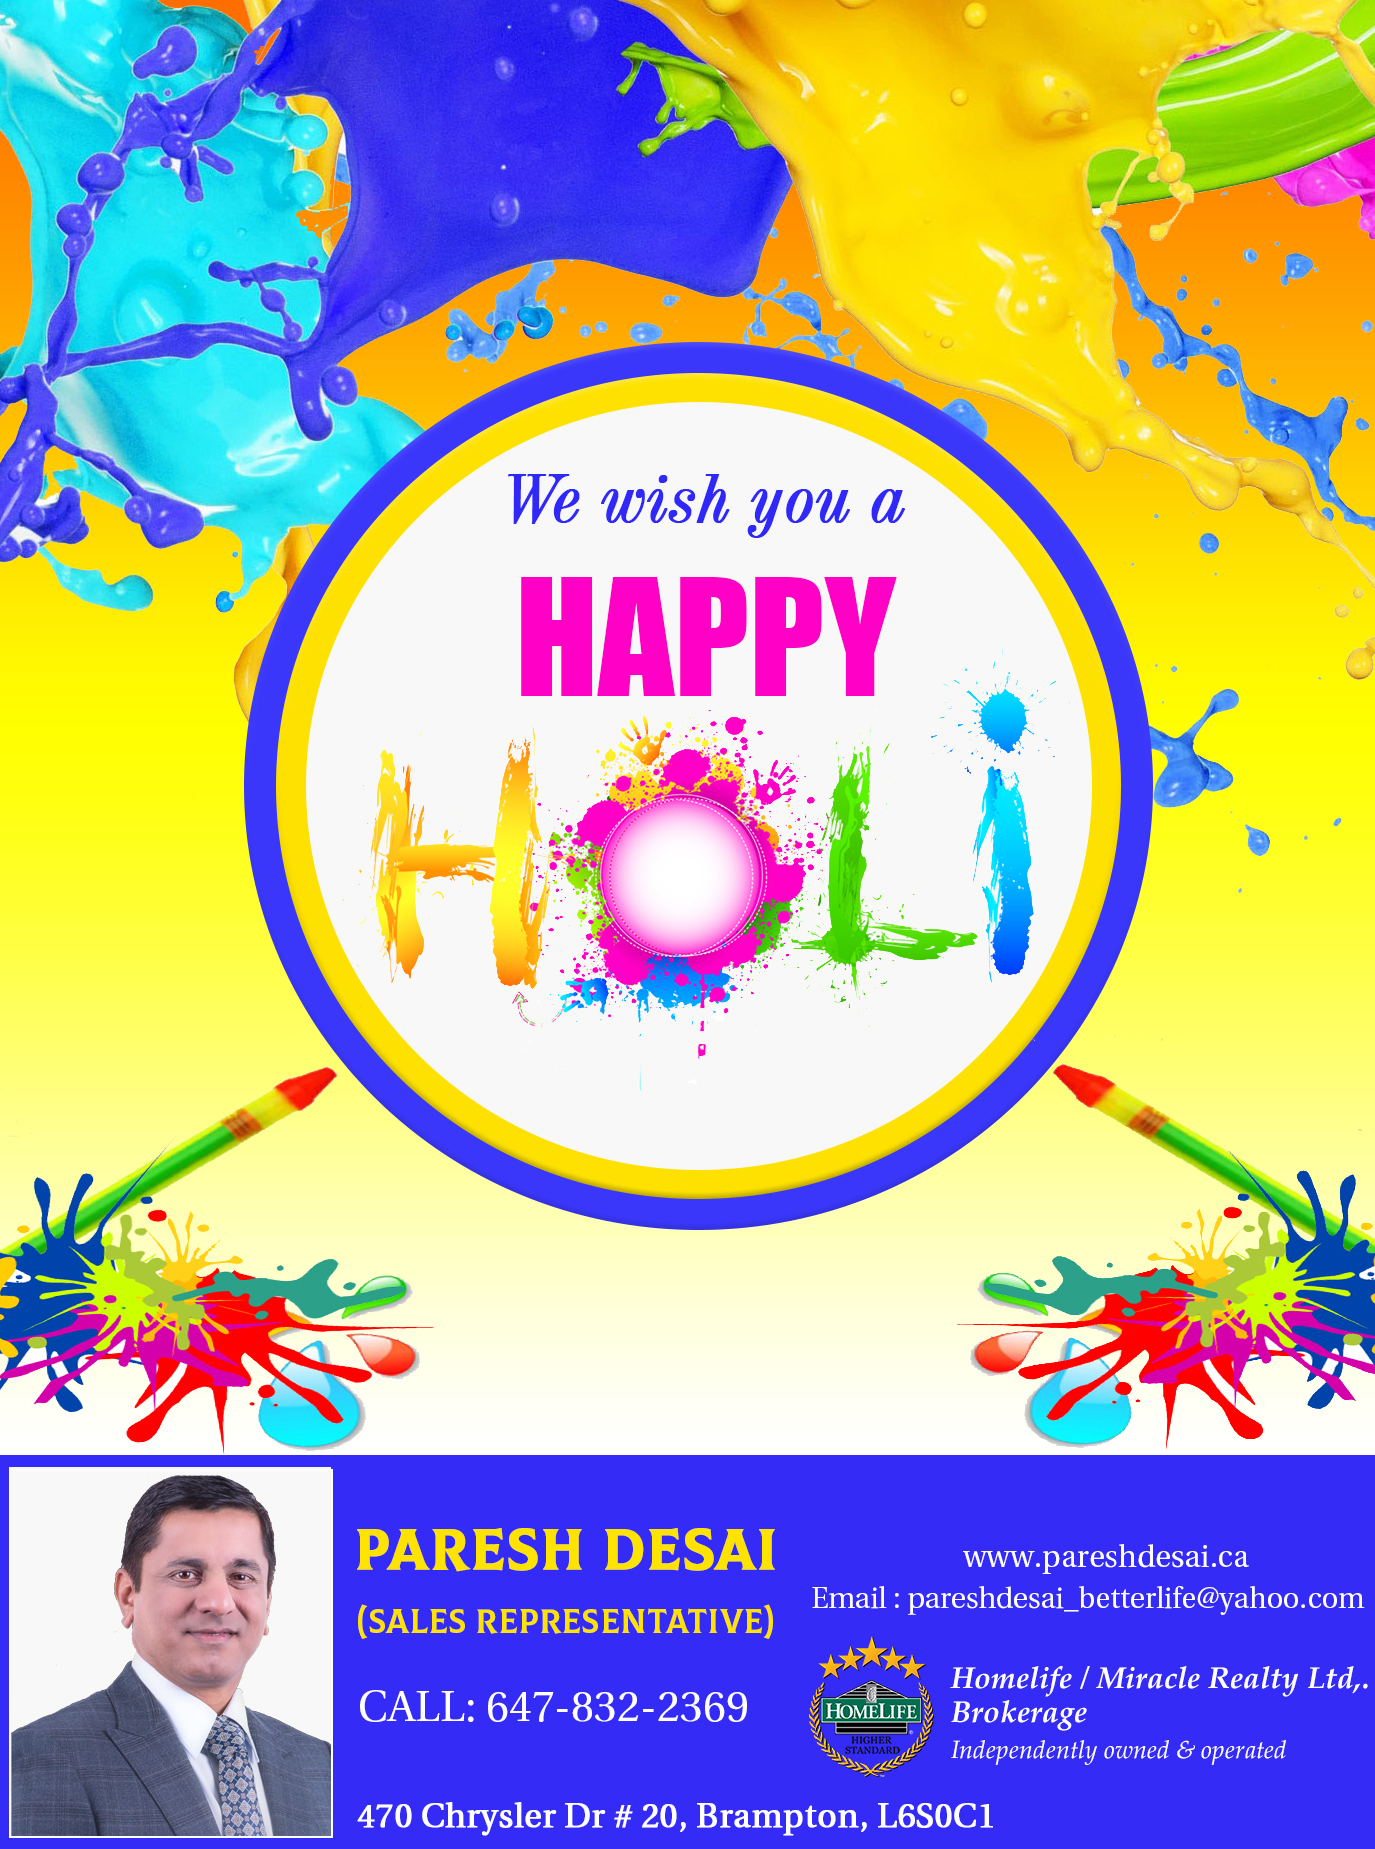 We wish you a
HAPPY
HOLi
PARESH DESAI
(SALES REPRESENTATIVE)
CALL: 647-832-2369
470 Chrysler Dr # 20, Brampton, L6S0C1
www.pareshdesai.ca
Email : pareshdesai_betterlife@yahoo.com
HOMELIFE
HIGHER
STANDARD
Homelife / Miracle Realty Ltd,.
Brokerage
Independently owned & operated